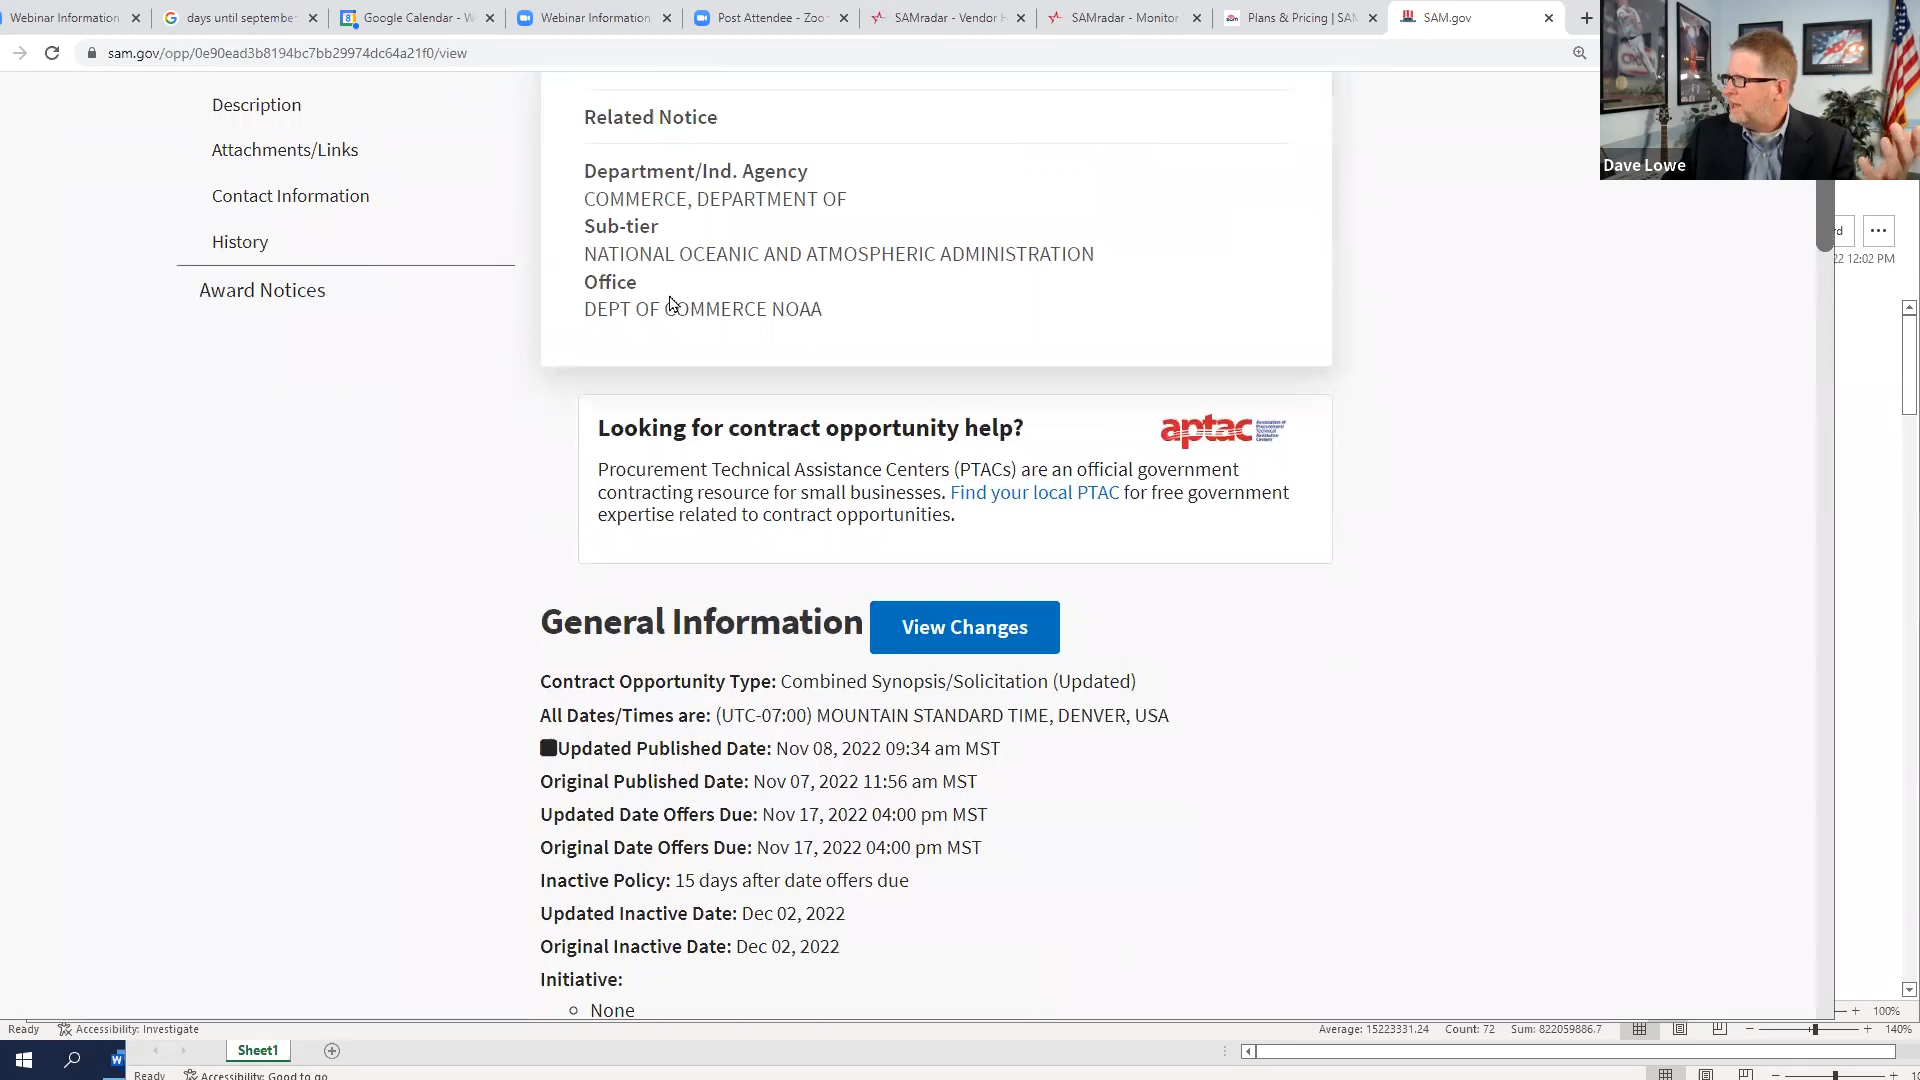 Webinar Information
days until septembe
Google Calendar - W
Webinar Information
Post Attendee - Zoo
SAMradar - Vendor H
SAMradar - Monitor
Plans & Pricing | SAM
SAM.gov
sam.gov/opp/0e90ead3b8194bc7bb29974dc64a21f0/view
Dave Lowe
Description
Attachments/Links
Contact Information
History
Award Notices
Related Notice
Department/Ind. Agency
COMMERCE, DEPARTMENT OF
Sub-tier
NATIONAL OCEANIC AND ATMOSPHERIC ADMINISTRATION
Office
DEPT OF COMMERCE NOAA
rd
22 12:02 PM
Looking for contract opportunity help?
aptac
Procurement Technical Assistance Centers (PTACs) are an official government
contracting resource for small businesses. Find your local PTAC for free government
expertise related to contract opportunities.
General Information
View Changes
Contract Opportunity Type: Combined Synopsis/Solicitation (Updated)
All Dates/Times are: (UTC-07:00) MOUNTAIN STANDARD TIME, DENVER, USA
Updated Published Date: Nov 08, 2022 09:34 am MST
Original Published Date: Nov 07, 2022 11:56 am MST
Updated Date Offers Due: Nov 17, 2022 04:00 pm MST
Original Date Offers Due: Nov 17, 2022 04:00 pm MST
Inactive Policy: 15 days after date offers due
Updated Inactive Date: Dec 02, 2022
Original Inactive Date: Dec 02, 2022
Initiative:
None
100%
Ready Accessibility: Investigate
Average: 15223331.24 Count: 72 Sum: 822059886.7
140%
Sheet1
Ready Accessibility: Good to go